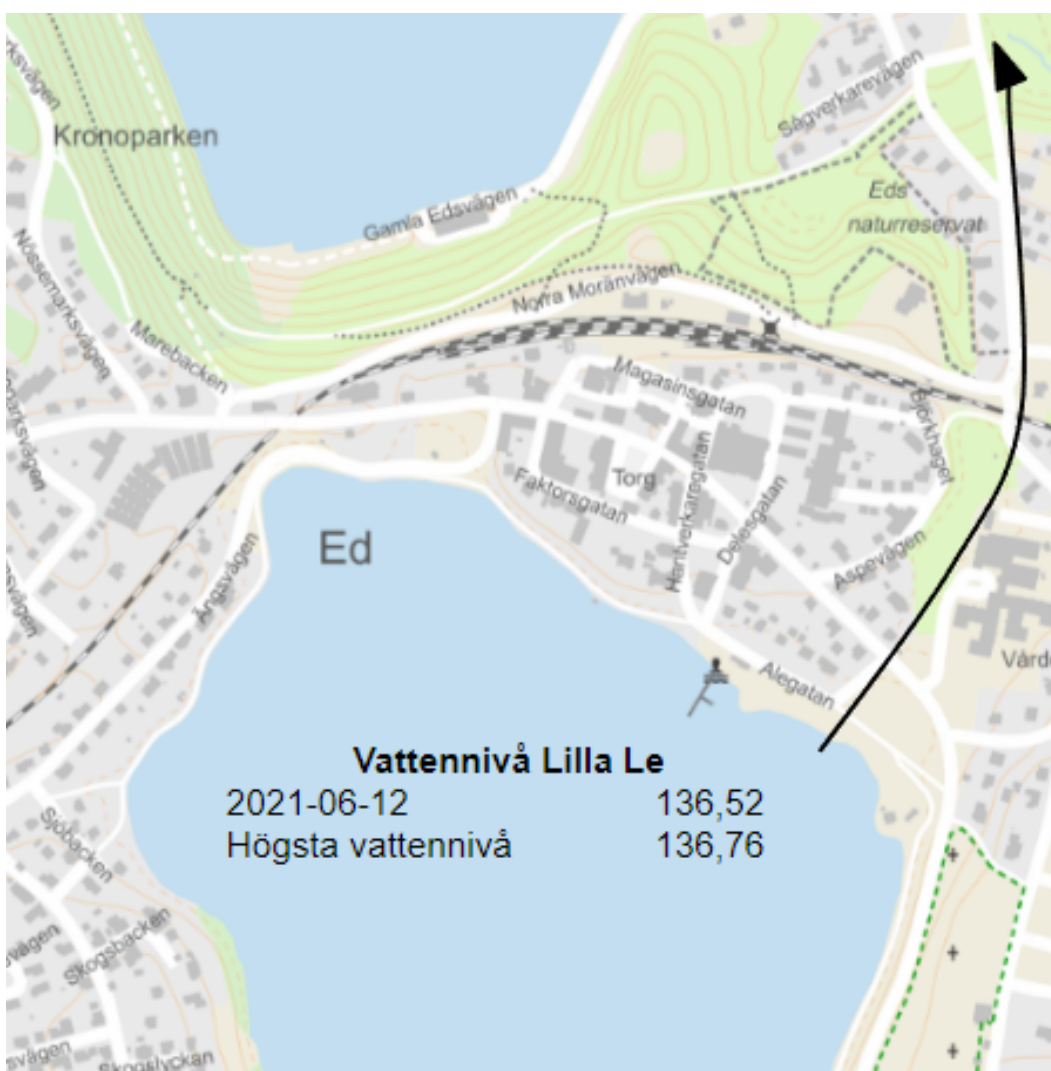 Kronoparken
Sågverkarevägen
Gamla Edsvägen
Eds
naturreservat
Nössemarksvägen
Norra Moränvägen
Marebacken
Magasinsgatan
Björkhaget
Torg
Faktorsgatan
Hantverkaregatan
Delesgatan
Ed
Aspevägen
Ängsvägen
Vård
Alegatan
Vattennivå Lilla Le
2021-06-12 136,52
Högsta vattennivå 136,76
Sjöbacken
Skogsbacken
Skogslyckan